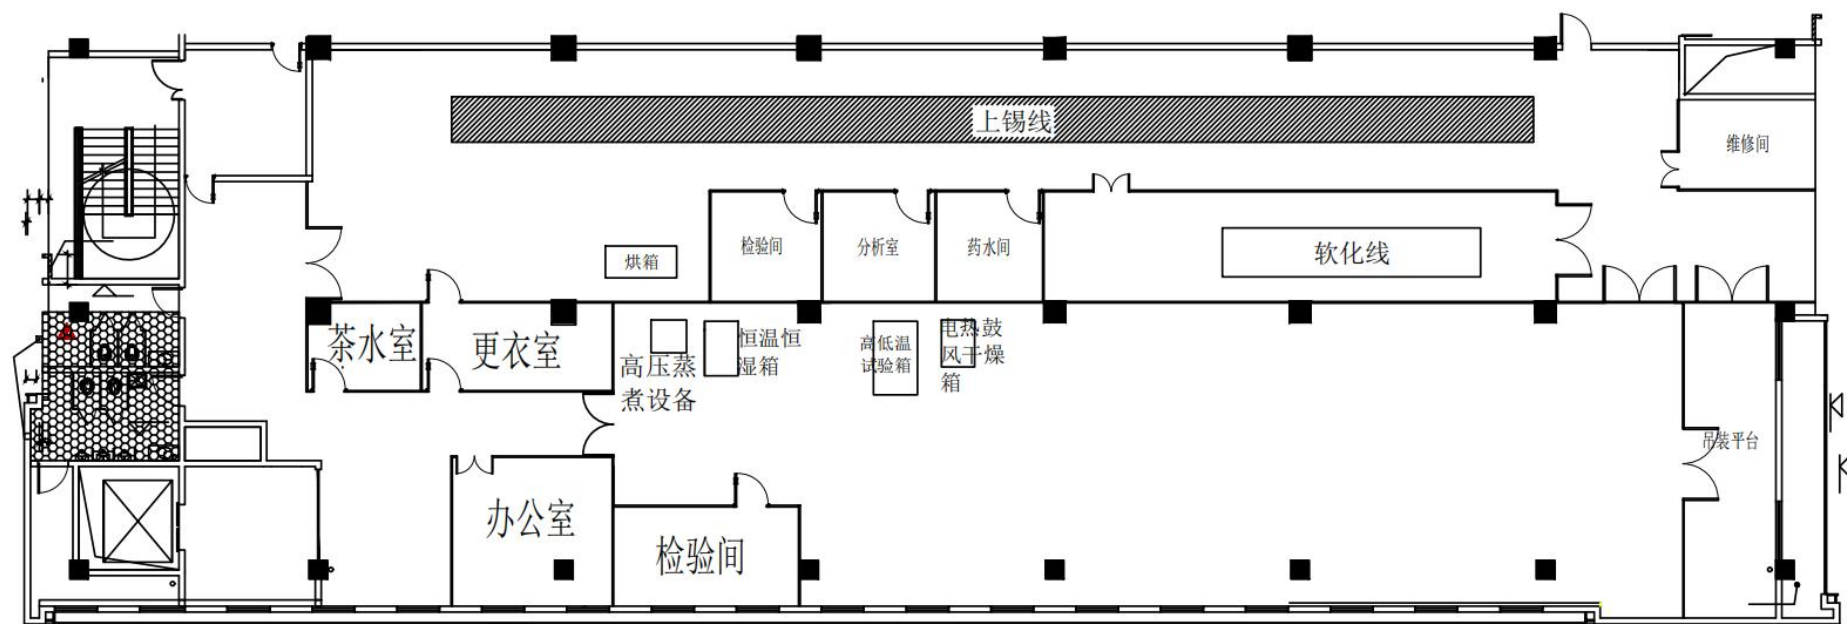 上锡线
维修间
检验间
分析室
药水间
软化线
烘箱
茶水室
更衣室
高压蒸
煮设备
恒温恒
湿箱
高低温
试验箱
电热鼓
风干燥
箱
吊装平台
办公室
检验间